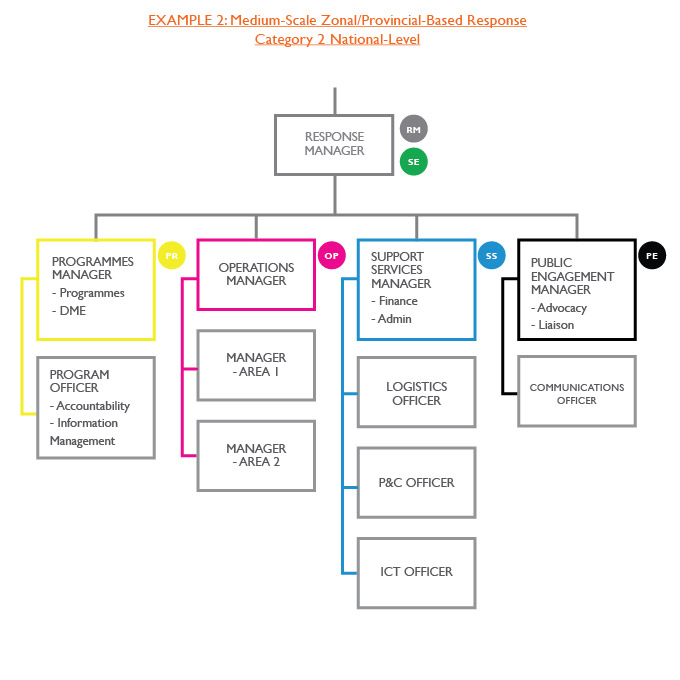 EXAMPLE 2: Medium-Scale Zonal/Provincial-Based Response
Category 2 National-Level
RESPONSE
MANAGER
RM
SE
PROGRAMMES
MANAGER
- Programmes
- DME
PR
PROGRAM
OFFICER
- Accountability
- Information
Management
OPERATIONS
MANAGER
OP
MANAGER
- AREA 1
MANAGER
- AREA 2
SUPPORT
SERVICES
MANAGER
- Finance
- Admin
SS
LOGISTICS
OFFICER
P&C OFFICER
ICT OFFICER
PUBLIC
ENGAGEMENT
MANAGER
- Advocacy
- Liaison
PE
COMMUNICATIONS
OFFICER